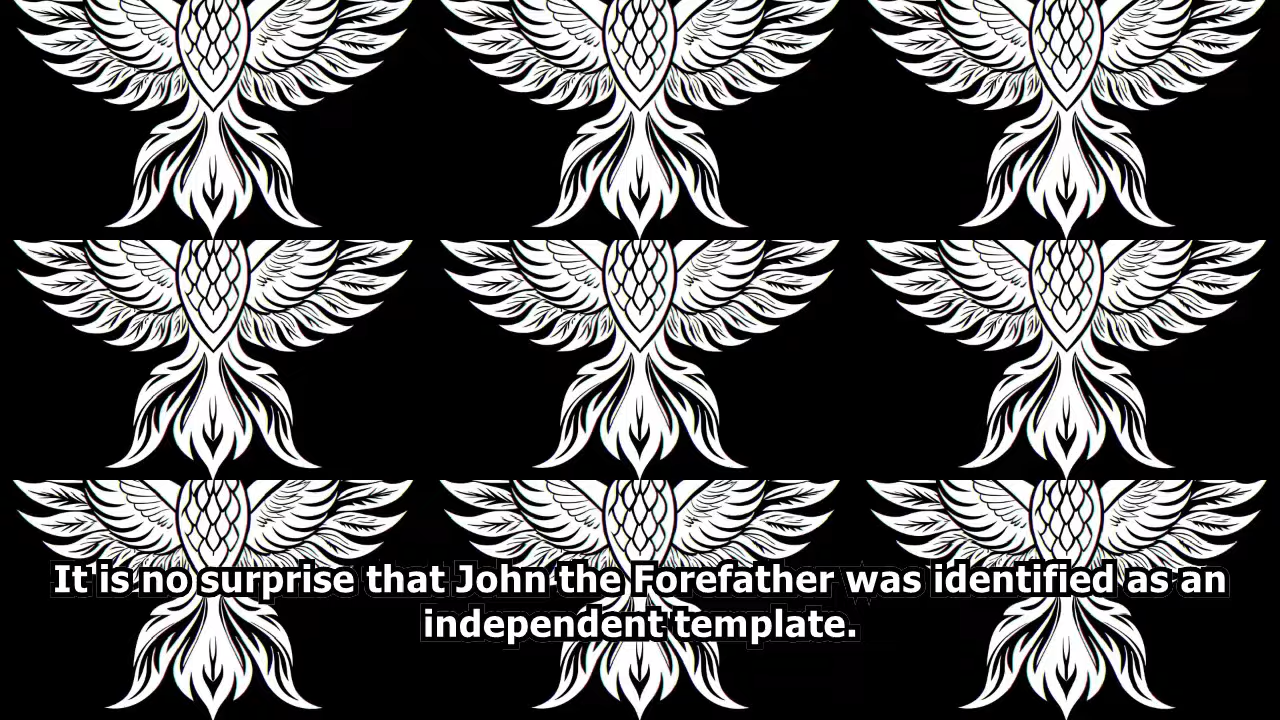 It is no surprise that John the Forefather was identified as an
independent template.